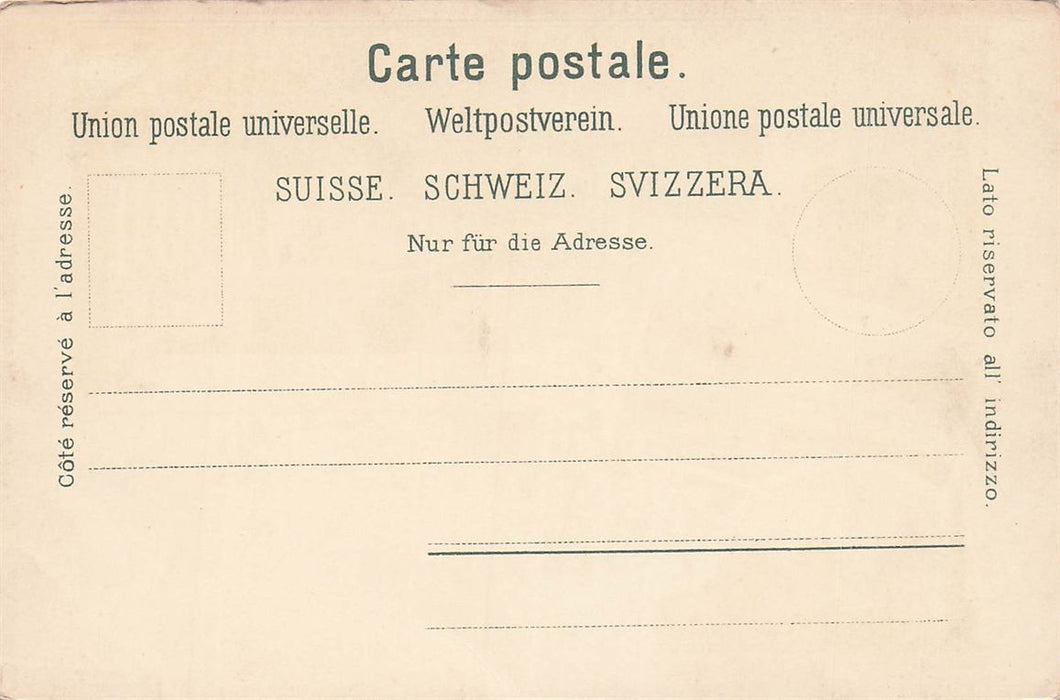 Carte postale.
Union postale universelle. Weltpostverein. Unione postale universale.
SUISSE. SCHWEIZ. SVIZZERA.
Nur für die Adresse.
Côté réservé à l'adresse.
Lato riservato all' indirizzo.